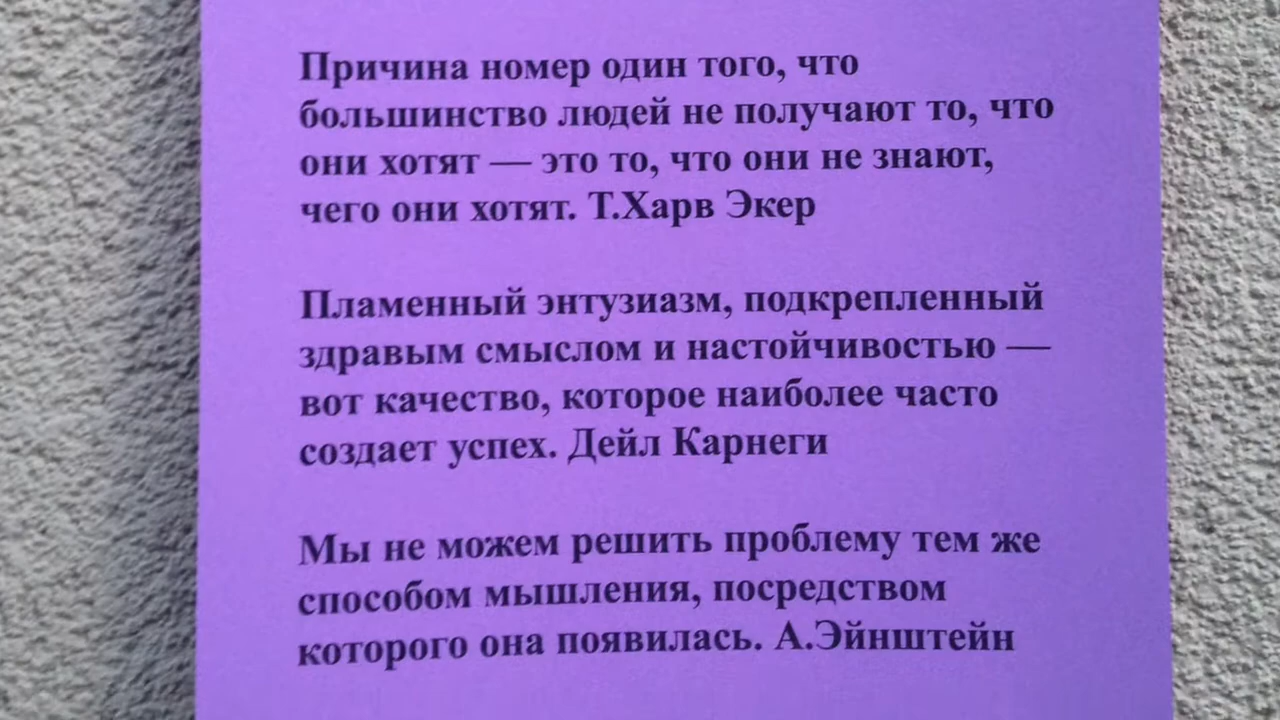 Причина номер один того, что
большинство людей не получают то, что
они хотят — это то, что они не знают,
чего они хотят. Т.Харв Экер
Пламенный энтузиазм, подкрепленный
здравым смыслом и настойчивостью —
вот качество, которое наиболее часто
создает успех. Дейл Карнеги
Мы не можем решить проблему тем же
способом мышления, посредством
которого она появилась. А.Эйнштейн